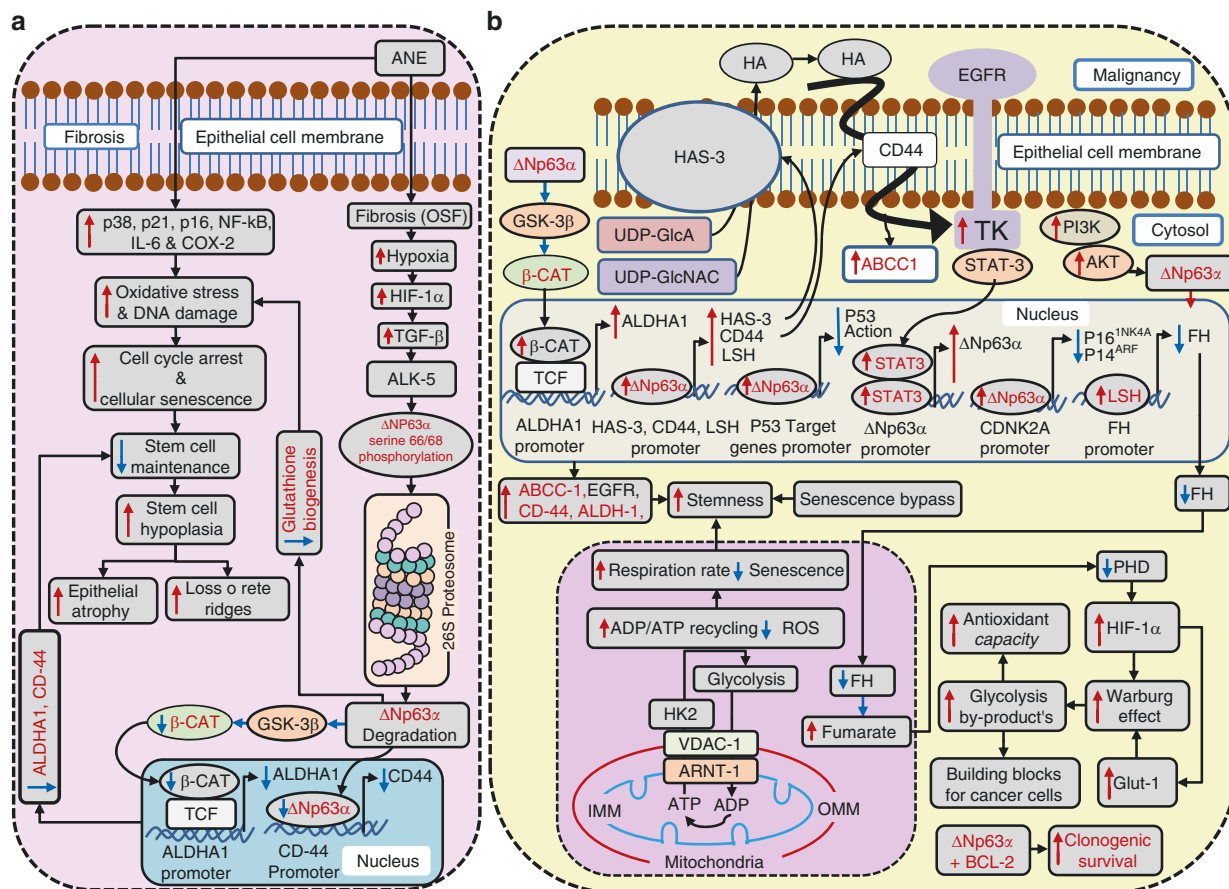 a
ANE
Fibrosis
Epithelial cell membrane
p38, p21, p16, NF-kB,
IL-6 & COX-2
Oxidative stress
& DNA damage
Cell cycle arrest
&
cellular senescence
Stem cell
maintenance
Stem cell
hypoplasia
Epithelial
atrophy
Loss o rete
ridges
Glutathione
biogenesis
ALDHA1, CD-44
Fibrosis (OSF)
Hypoxia
HIF-1α
TGF-β
ALK-5
ΔNP63α
serine 66/68
phosphorylation
26S Proteosome
ΔNp63α
Degradation
GSK-3β
β-CAT
β-CAT
TCF
ALDHA1
ALDHA1
promoter
ΔNp63α
CD44
CD-44
Promoter
Nucleus
b
HA
HA
EGFR
Malignancy
HAS-3
CD44
Epithelial cell membrane
ΔNp63α
GSK-3β
β-CAT
UDP-GlcA
UDP-GlcNAC
ABCC1
TK
STAT-3
PI3K
AKT
Cytosol
ΔNp63α
Nucleus
β-CAT
TCF
ALDHA1
ALDHA1
promoter
ΔNp63α
HAS-3
CD44
LSH
HAS-3, CD44, LSH
promoter
ΔNp63α
P53
Action
P53 Target
genes promoter
STAT3
STAT3
ΔNp63α
ΔNp63α
promoter
ΔNp63α
P16 1NK4A
P14 ARF
CDNK2A
promoter
LSH
FH
FH
promoter
ABCC-1,EGFR,
CD-44, ALDH-1,
Stemness
Senescence bypass
FH
Respiration rate Senescence
ADP/ATP recycling ROS
Glycolysis
HK2
VDAC-1
ARNT-1
ATP
ADP
IMM
OMM
Mitochondria
FH
Fumarate
PHD
HIF-1α
Antioxidant
capacity
Glycolysis
by-product's
Warburg
effect
Building blocks
for cancer cells
Glut-1
ΔNp63α
+ BCL-2
Clonogenic
survival